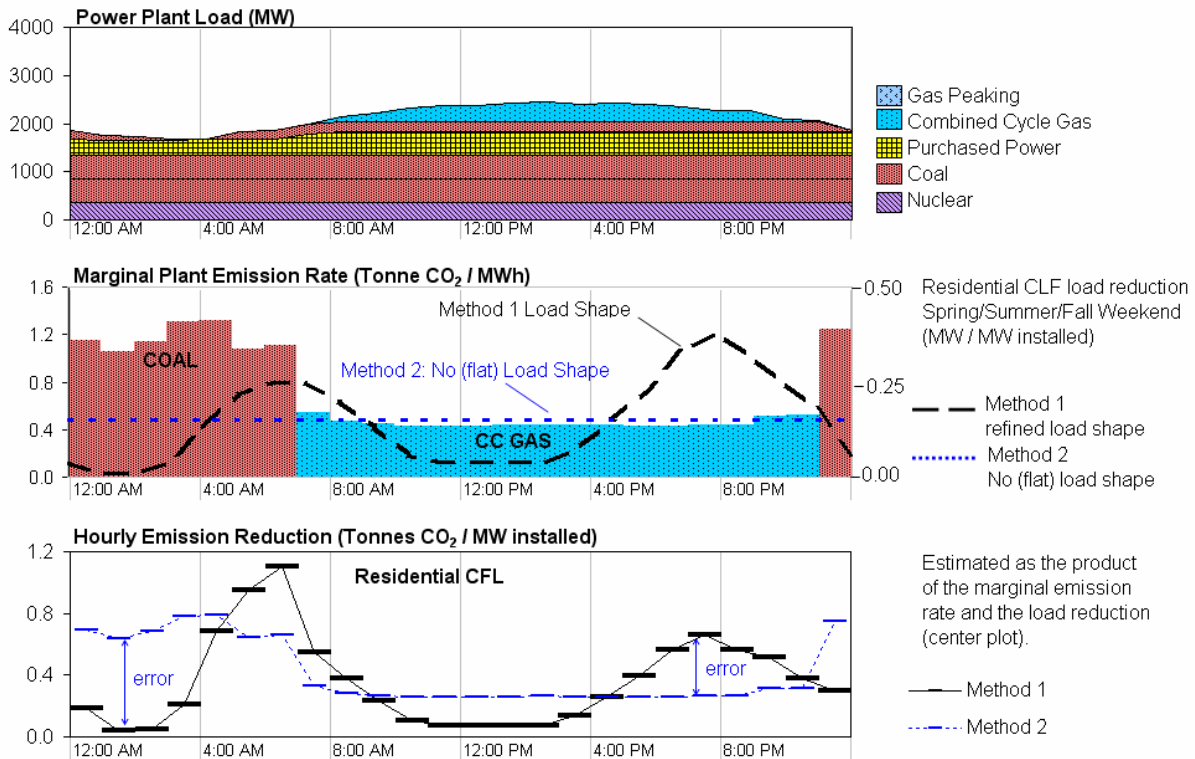 Power Plant Load (MW)
4000
3000
2000
1000
0
12:00 AM
4:00 AM
8:00 AM
12:00 PM
4:00 PM
8:00 PM
Gas Peaking
Combined Cycle Gas
Purchased Power
Coal
Nuclear
Marginal Plant Emission Rate (Tonne CO₂ / MWh)
1.6
1.2
0.8
0.4
0.0
COAL
Method 1 Load Shape
Method 2: No (flat) Load Shape
CC GAS
0.50
0.25
0.00
12:00 AM
4:00 AM
8:00 AM
12:00 PM
4:00 PM
8:00 PM
Residential CLF load reduction
Spring/Summer/Fall Weekend
(MW / MW installed)
Method 1
refined load shape
Method 2
No (flat) load shape
Hourly Emission Reduction (Tonnes CO₂ / MW installed)
1.2
0.8
0.4
0.0
Residential CFL
error
error
12:00 AM
4:00 AM
8:00 AM
12:00 PM
4:00 PM
8:00 PM
Estimated as the product
of the marginal emission
rate and the load reduction
(center plot).
Method 1
Method 2